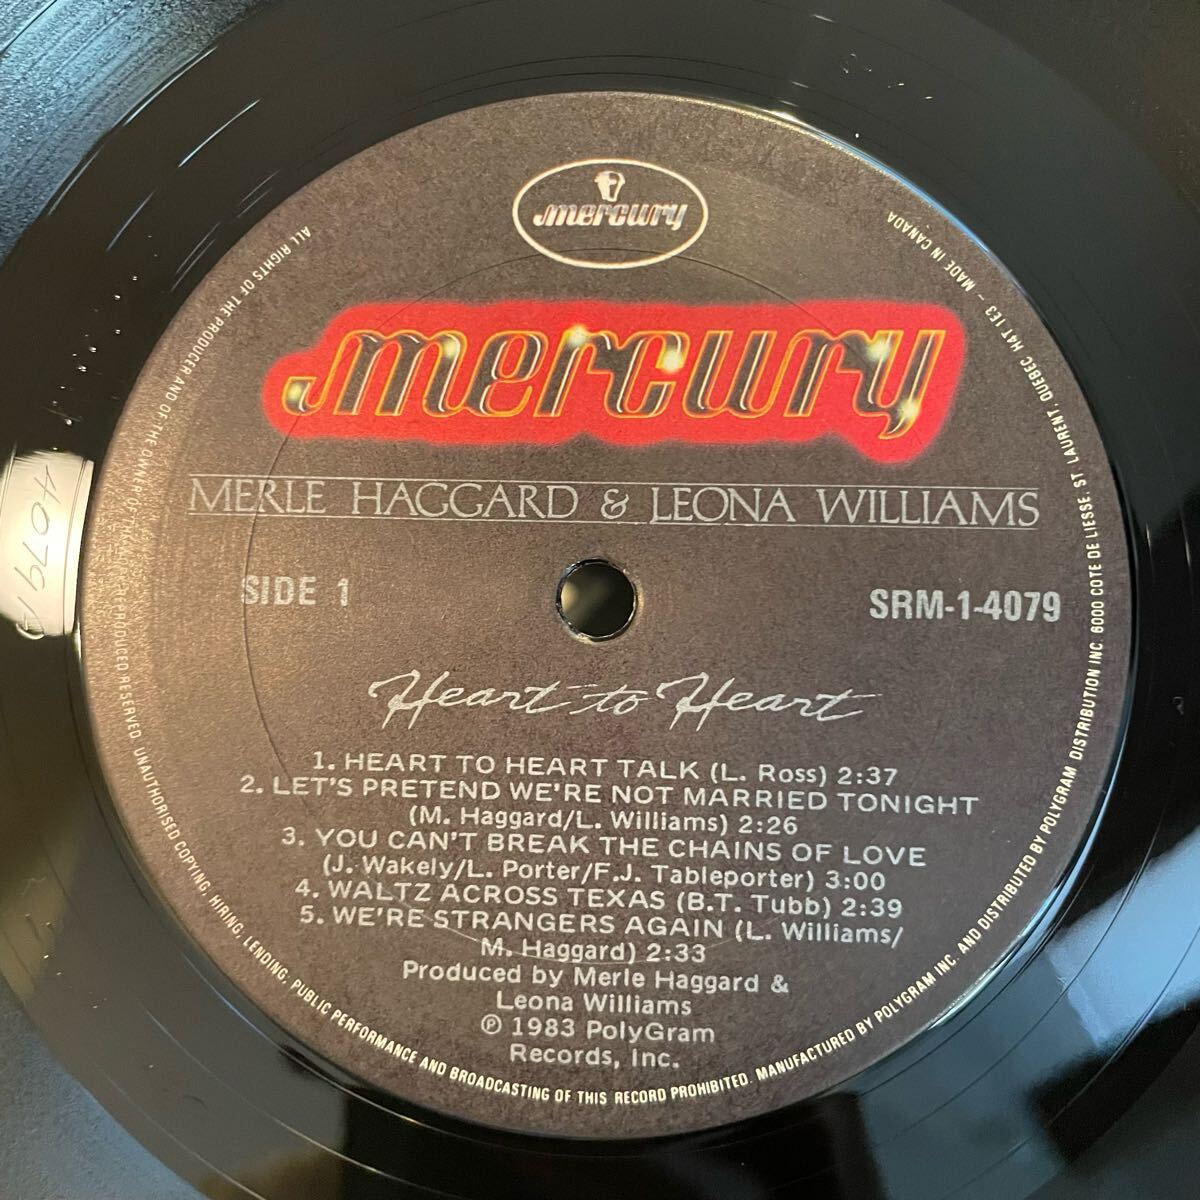 mercury
mercury
MERLE HAGGARD & LEONA WILLIAMS
SIDE 1
SRM-1-4079
Heart to Heart
1. HEART TO HEART TALK (L. Ross) 2:37
2. LET'S PRETEND WE'RE NOT MARRIED TONIGHT
(M. Haggard/L. Williams) 2:26
3. YOU CAN'T BREAK THE CHAINS OF LOVE
(J. Wakely/L. Porter/F.J. Tableporter) 3:00
4. WALTZ ACROSS TEXAS (B.T. Tubb) 2:39
5. WE'RE STRANGERS AGAIN (L. Williams/
M. Haggard) 2:33
Produced by Merle Haggard &
Leona Williams
℗ 1983 PolyGram
Records, Inc.
ALL RIGHTS OF THE PRODUCER AND OF THE OWNER OF THE REPRODUCED RESERVED. UNAUTHORISED COPYING, HIRING, LENDING, PUBLIC PERFORMANCE AND BROADCASTING OF THIS RECORD PROHIBITED. MANUFACTURED BY POLYGRAM INC. AND DISTRIBUTED BY POLYGRAM DISTRIBUTION INC. 6000 COTE DE LIESSE, ST. LAURENT, QUEBEC H4T 1E3 – MADE IN CANADA
4079